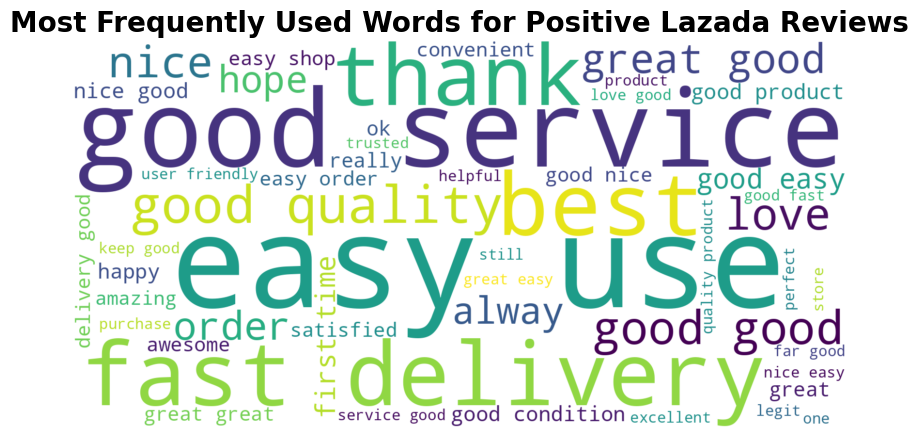 Most Frequently Used Words for Positive Lazada Reviews
nice
easy shop
convenient
thank
great good
hope
product
nice good
love good
good product
good service
ok
trusted
really
user friendly
easy order
helpful
good nice
good easy
good quality
best
good fast
love
delivery good
keep good
easy use
still
great easy
quality product
perfect
store
happy
amazing
first time
alway
purchase
order
satisfied
good good
awesome
fast delivery
far good
nice easy
great
great great
service good
good condition
excellent
legit
one